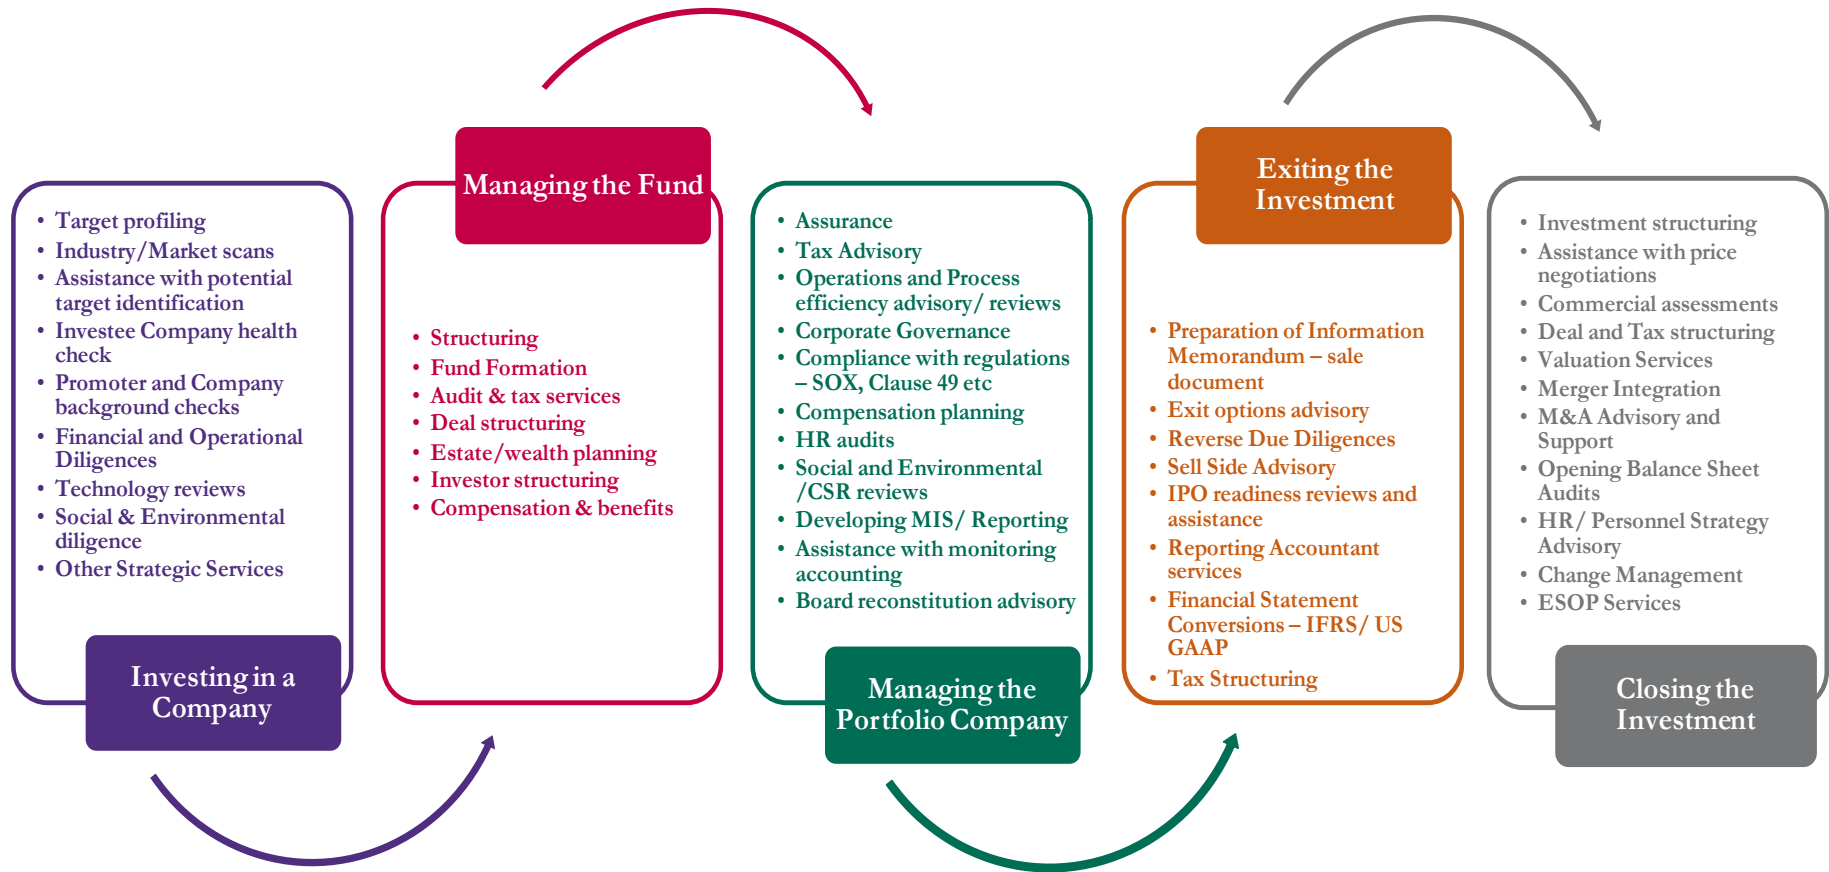 • Target profiling
• Industry/Market scans
• Assistance with potential
target identification
• Investee Company health
check
• Promoter and Company
background checks
• Financial and Operational
Diligences
• Technology reviews
• Social & Environmental
diligence
• Other Strategic Services
Investing in a
Company
Managing the Fund
• Structuring
• Fund Formation
• Audit & tax services
• Deal structuring
• Estate/wealth planning
• Investor structuring
• Compensation & benefits
• Assurance
• Tax Advisory
• Operations and Process
efficiency advisory/ reviews
• Corporate Governance
• Compliance with regulations
– SOX, Clause 49 etc
• Compensation planning
• HR audits
• Social and Environmental
/CSR reviews
• Developing MIS/ Reporting
• Assistance with monitoring
accounting
• Board reconstitution advisory
Managing the
Portfolio Company
Exiting the
Investment
• Preparation of Information
Memorandum – sale
document
• Exit options advisory
• Reverse Due Diligences
• Sell Side Advisory
• IPO readiness reviews and
assistance
• Reporting Accountant
services
• Financial Statement
Conversions – IFRS/ US
GAAP
• Tax Structuring
• Investment structuring
• Assistance with price
negotiations
• Commercial assessments
• Deal and Tax structuring
• Valuation Services
• Merger Integration
• M&A Advisory and
Support
• Opening Balance Sheet
Audits
• HR/ Personnel Strategy
Advisory
• Change Management
• ESOP Services
Closing the
Investment